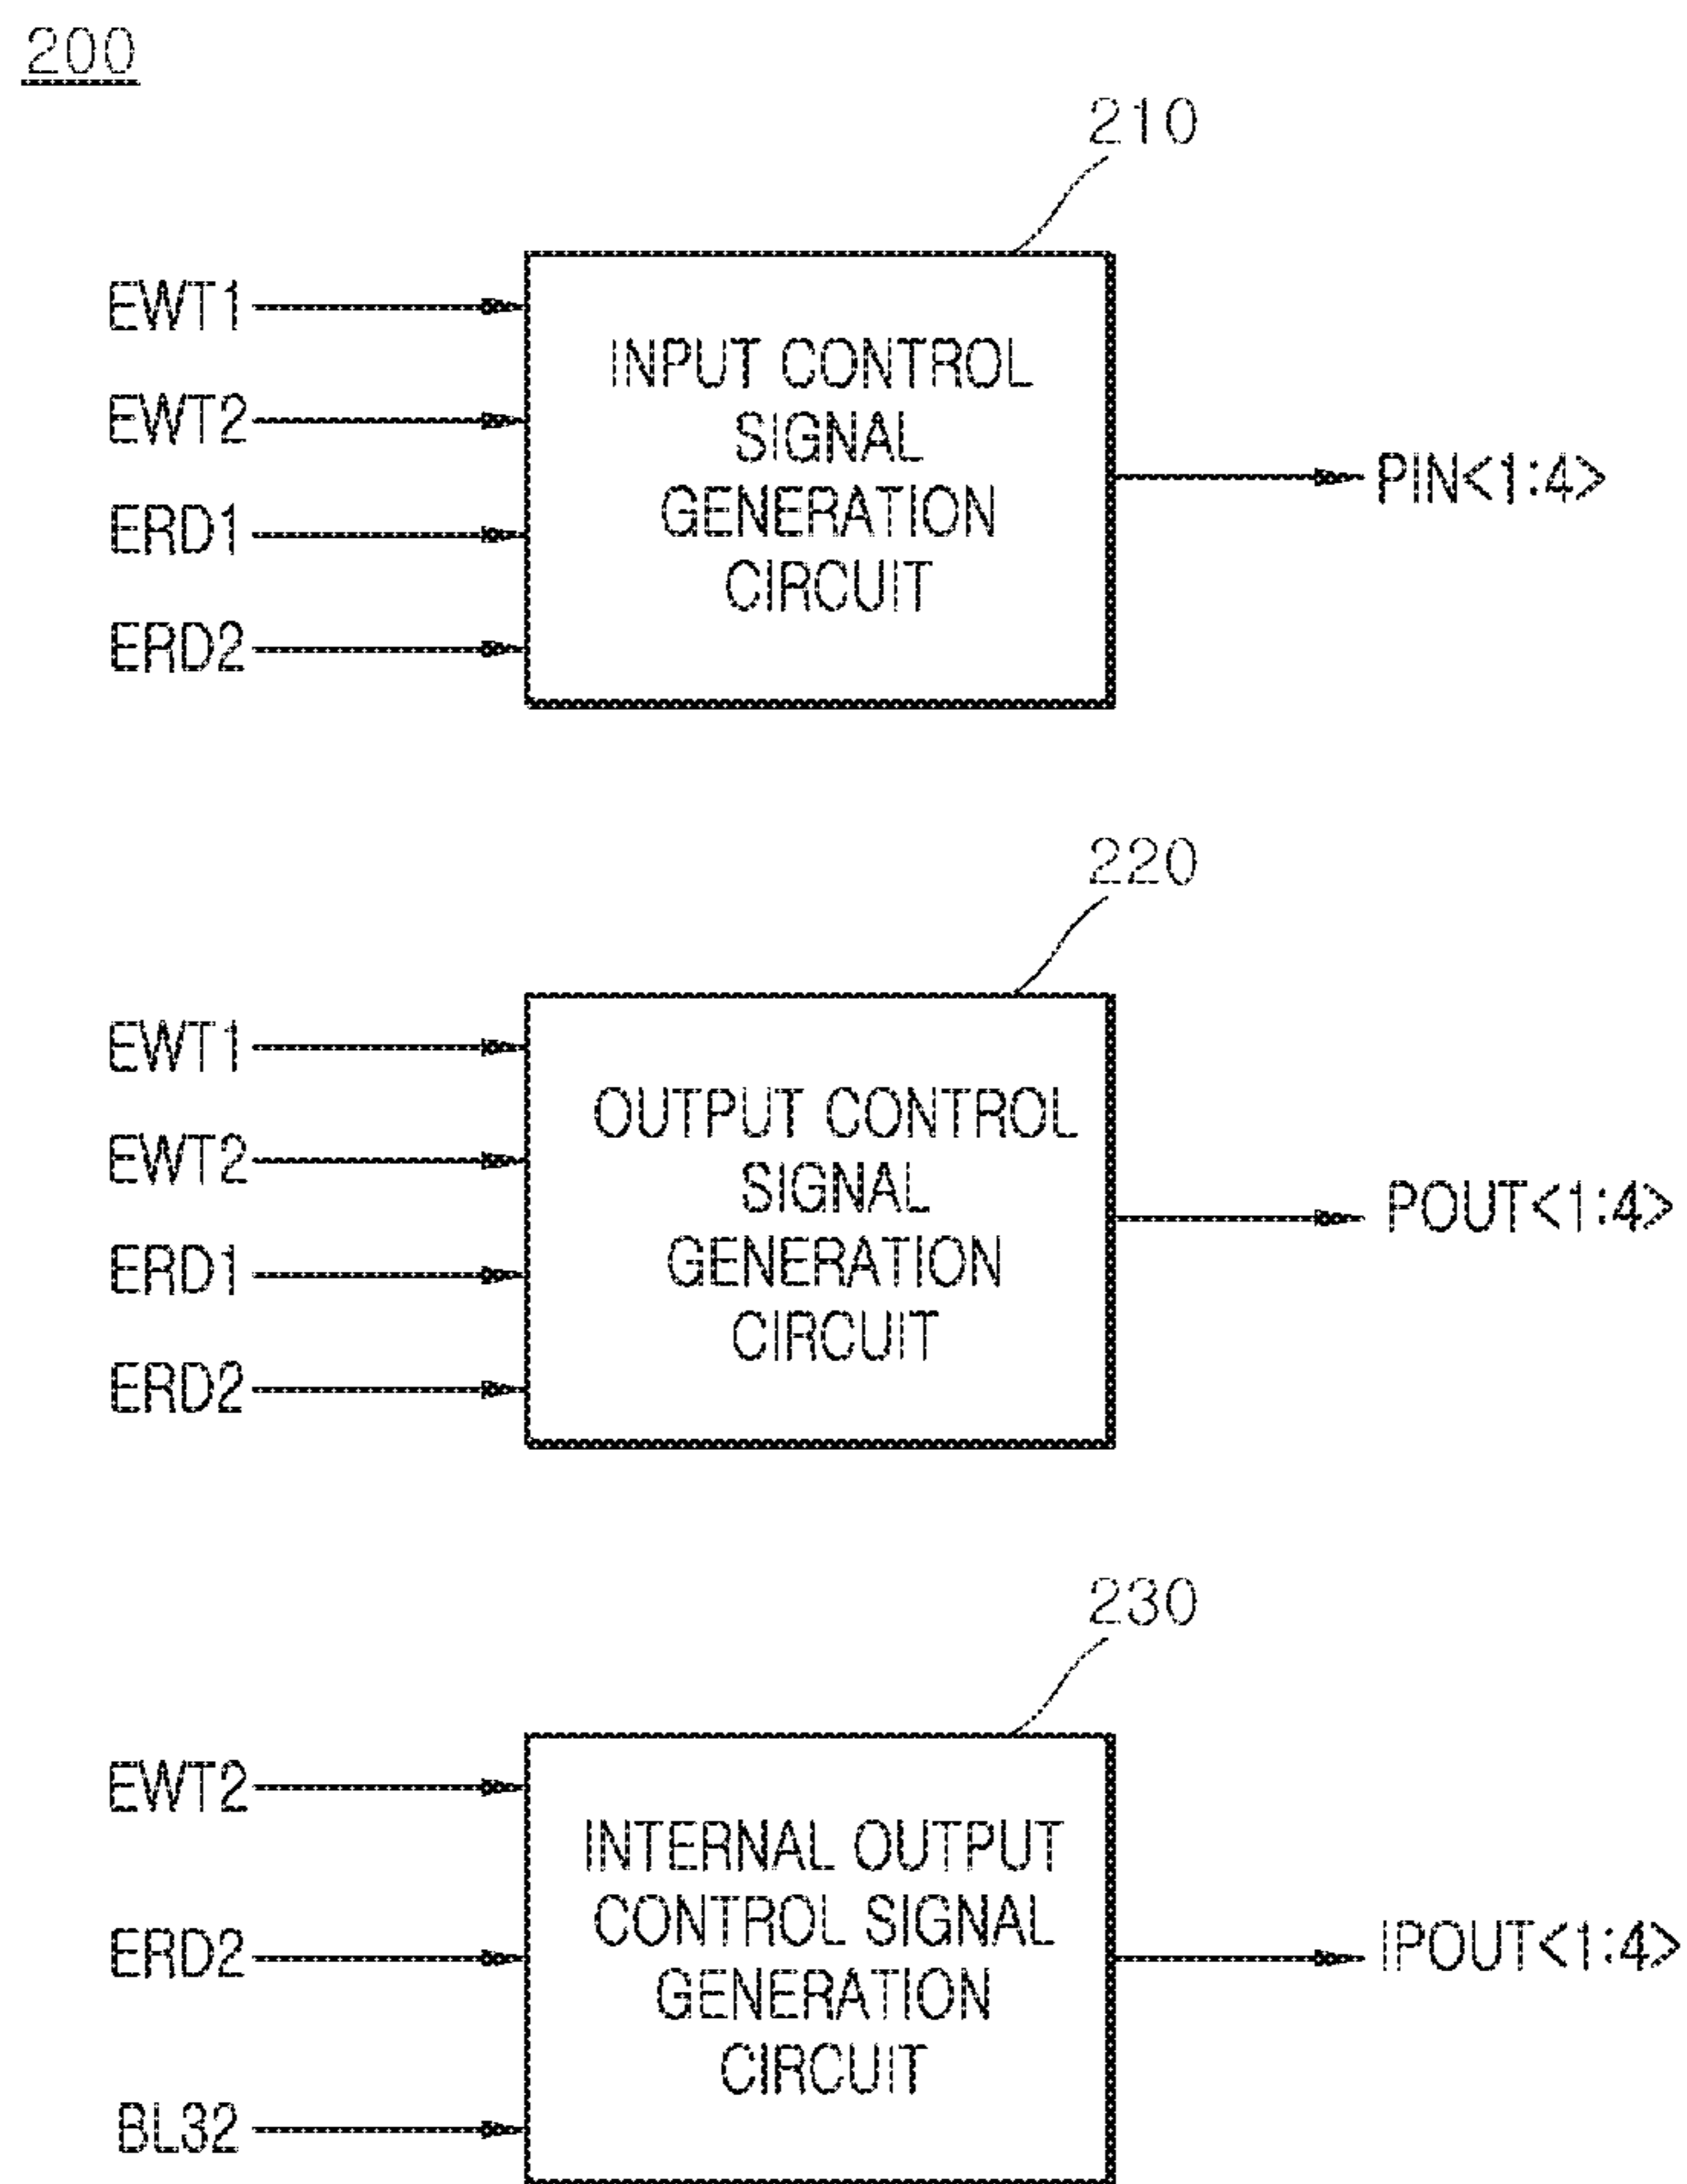 200
210
EWT1
EWT2
ERD1
ERD2
INPUT CONTROL
SIGNAL
GENERATION
CIRCUIT
PIN<1:4>
220
EWT1
EWT2
ERD1
ERD2
OUTPUT CONTROL
SIGNAL
GENERATION
CIRCUIT
POUT<1:4>
230
EWT2
ERD2
BL32
INTERNAL OUTPUT
CONTROL SIGNAL
GENERATION
CIRCUIT
IPOUT<1:4>